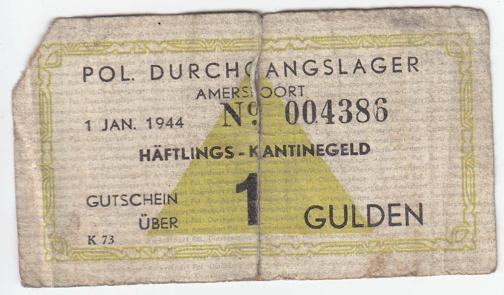 POL. DURCHGANGSLAGER
AMERSFOORT
1 JAN. 1944 No. 004386
HÄFTLINGS-KANTINEGELD
GUTSCHEIN ÜBER 1 GULDEN
K 73